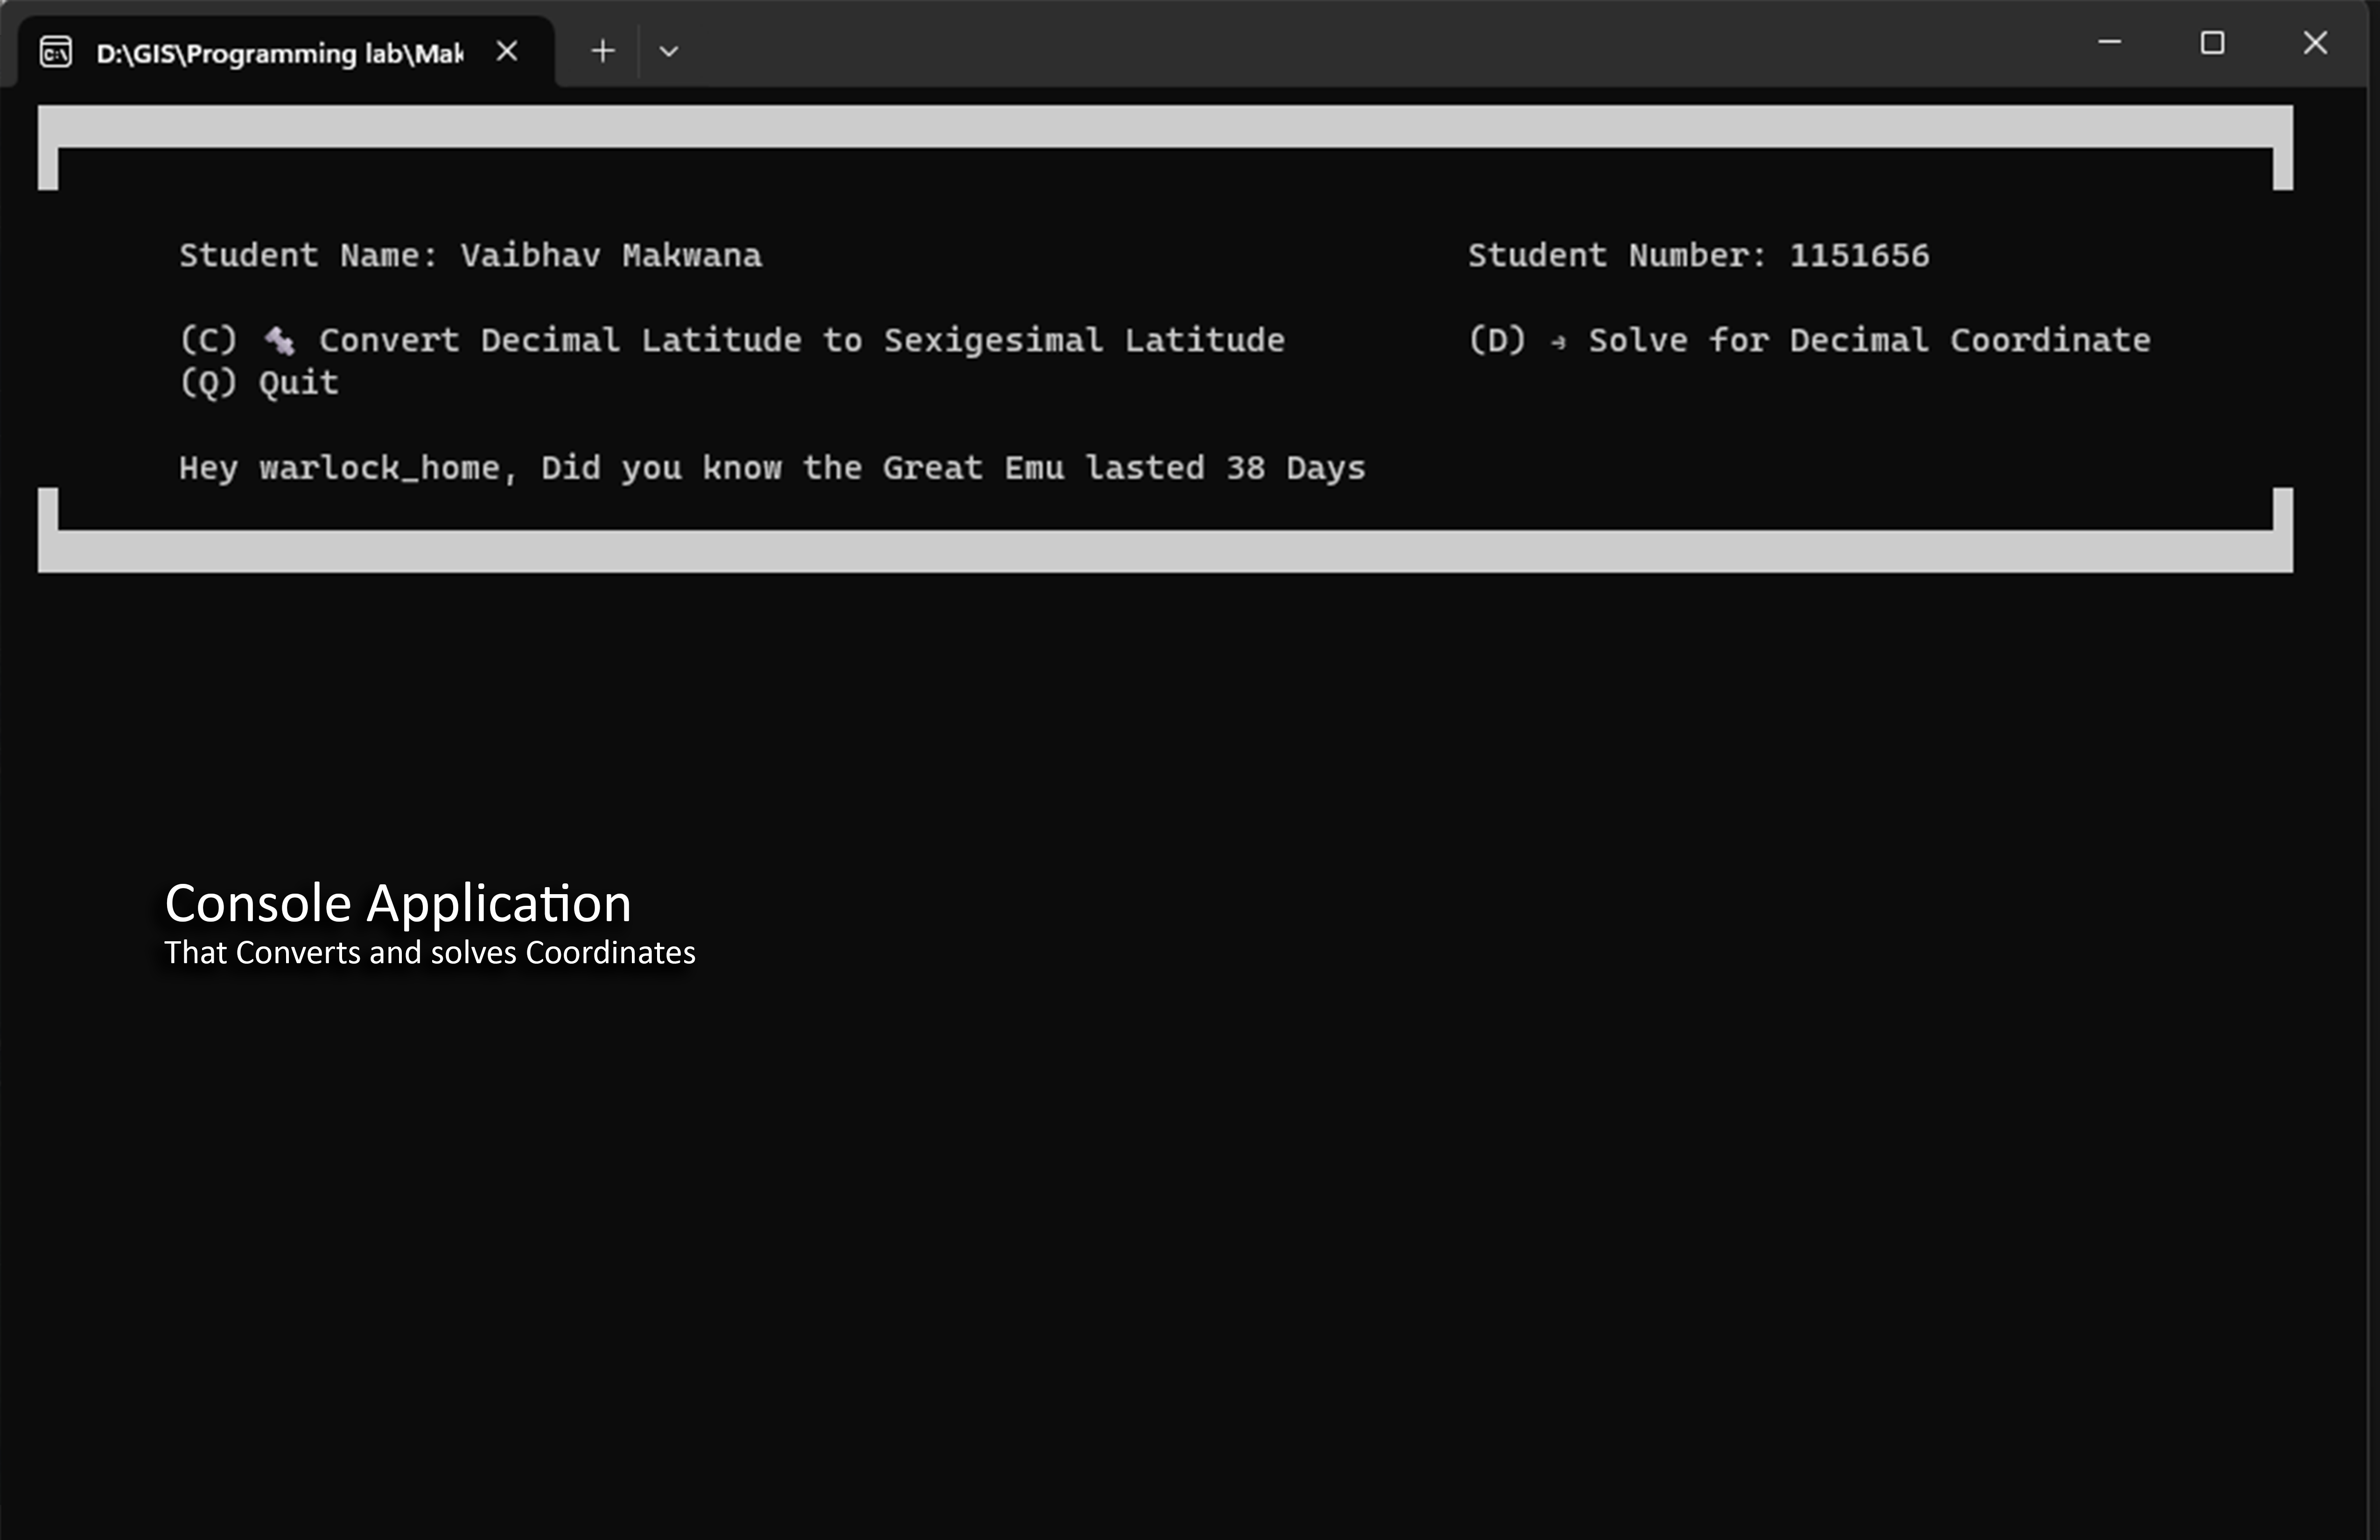 D:\GIS\Programming lab\Mak
Student Name: Vaibhav Makwana Student Number: 1151656
(C) Convert Decimal Latitude to Sexigesimal Latitude (D) → Solve for Decimal Coordinate
(Q) Quit
Hey warlock_home, Did you know the Great Emu lasted 38 Days
Console Application
That Converts and solves Coordinates